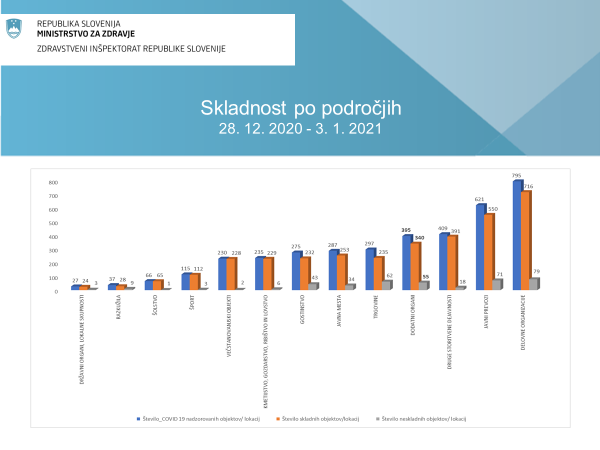 REPUBLIKA SLOVENIJA
MINISTRSTVO ZA ZDRAVJE
ZDRAVSTVENI INŠPEKTORAT REPUBLIKE SLOVENIJE
Skladnost po področjih
28. 12. 2020 - 3. 1. 2021
800
700
600
500
400
300
200
100
0
27 24 3
37 28 9
66 65 1
115 112 3
230 228 2
235 229 6
275 232 43
287 253 34
297 235 62
395 340 55
409 391 18
621 550 71
795 716 79
DRŽAVNI ORGANI, LOKALNE SKUPNOSTI
RAZKUŽILA
ŠOLSTVO
ŠPORT
VEČSTANOVANJSKI OBJEKTI
KMETIJSTVO, GOZDARSTVO, RIBIŠTVO IN LOVSTVO
GOSTINSTVO
JAVNA MESTA
TRGOVINE
DODATNI ORGANI
DRUGE STORITVENE DEJAVNOSTI
JAVNI PREVOZI
DELOVNE ORGANIZACIJE
Število_COVID 19 nadzorovanih objektov/ lokacij
Število skladnih objektov/lokacij
Število neskladnih objektov/ lokacij